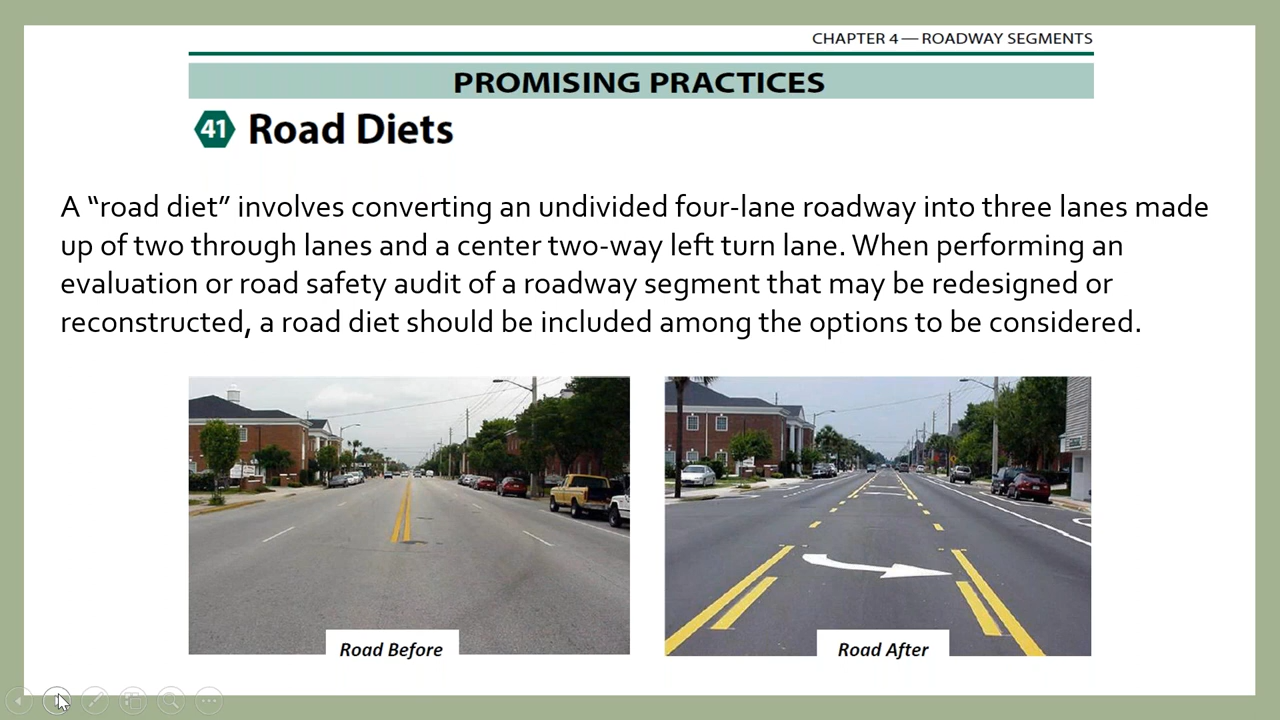 CHAPTER 4 — ROADWAY SEGMENTS
PROMISING PRACTICES
41 Road Diets
A “road diet” involves converting an undivided four-lane roadway into three lanes made
up of two through lanes and a center two-way left turn lane. When performing an
evaluation or road safety audit of a roadway segment that may be redesigned or
reconstructed, a road diet should be included among the options to be considered.
Road Before
Road After